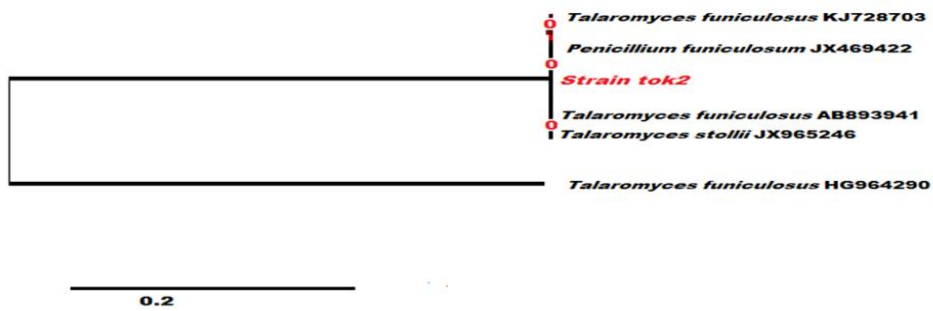 Talaromyces funiculosus KJ728703
0
1
Penicillium funiculosum JX469422
0
Strain tok2
Talaromyces funiculosus AB893941
0
Talaromyces stollii JX965246
Talaromyces funiculosus HG964290
0.2